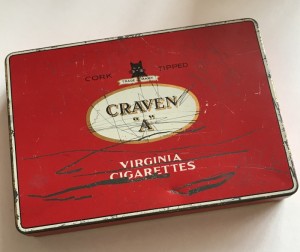 CORK TIPPED
TRADE MARK
CRAVEN
"A"
VIRGINIA
CIGARETTES